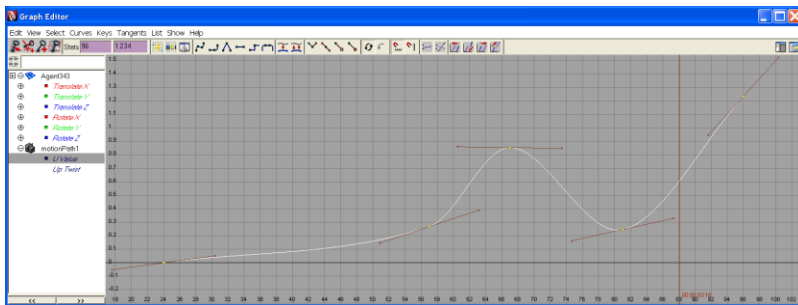 Graph Editor
Edit View Select Curves Keys Tangents List Show Help
Stats 96 1.234
Agent343
Translate X
Translate Y
Translate Z
Rotate X
Rotate Y
Rotate Z
motionPath1
U Value
Up Twist
<< >>
1.5
1.4
1.3
1.2
1.1
1.0
0.9
0.8
0.7
0.6
0.5
0.4
0.3
0.2
0.1
0
-0.1
-0.2
18 20 22 24 26 28 30 32 34 36 38 40 42 44 46 48 50 52 54 56 58 60 62 64 66 68 70 72 74 76 78 80 82 84 86 88 90 92 94 96 98 100 102